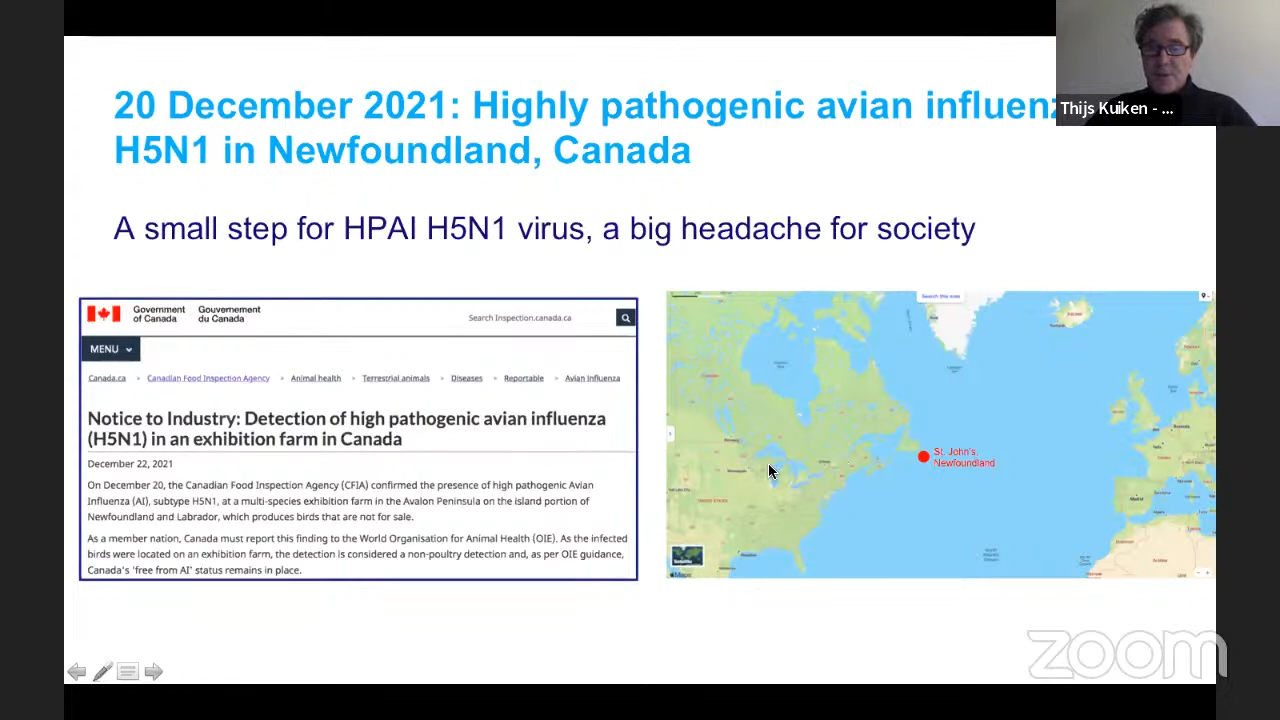 20 December 2021: Highly pathogenic avian influenz
H5N1 in Newfoundland, Canada
Thijs Kuiken - ...
A small step for HPAI H5N1 virus, a big headache for society
Government of Canada
Gouvernement du Canada
Search Inspection.canada.ca
MENU
Canada.ca > Canadian Food Inspection Agency > Animal health > Terrestrial animals > Diseases > Reportable > Avian Influenza
Notice to Industry: Detection of high pathogenic avian influenza
(H5N1) in an exhibition farm in Canada
December 22, 2021
On December 20, the Canadian Food Inspection Agency (CFIA) confirmed the presence of high pathogenic Avian
Influenza (AI), subtype H5N1, at a multi-species exhibition farm in the Avalon Peninsula on the island portion of
Newfoundland and Labrador, which produces birds that are not for sale.
As a member nation, Canada must report this finding to the World Organisation for Animal Health (OIE). As the infected
birds were located on an exhibition farm, the detection is considered a non-poultry detection and, as per OIE guidance,
Canada's 'free from AI' status remains in place.
Search this area
St. John's,
Newfoundland
Madrid
Maps
zoom